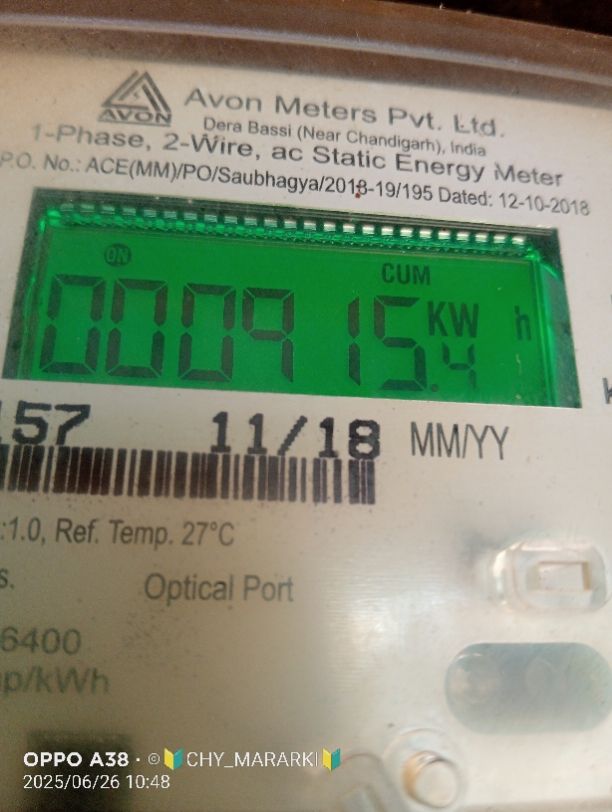 AVON
Avon Meters Pvt. Ltd.
Dera Bassi (Near Chandigarh), India
1-Phase, 2-Wire, ac Static Energy Meter
P.O. No.: ACE(MM)/PO/Saubhagya/2018-19/195 Dated: 12-10-2018
ON
CUM
000915.4 KW h
157 11/18 MM/YY
:1.0, Ref. Temp. 27°C
s. Optical Port
6400
p/kWh
OPPO A38 · © 🔰CHY_MARARKI🔰
2025/06/26 10:48